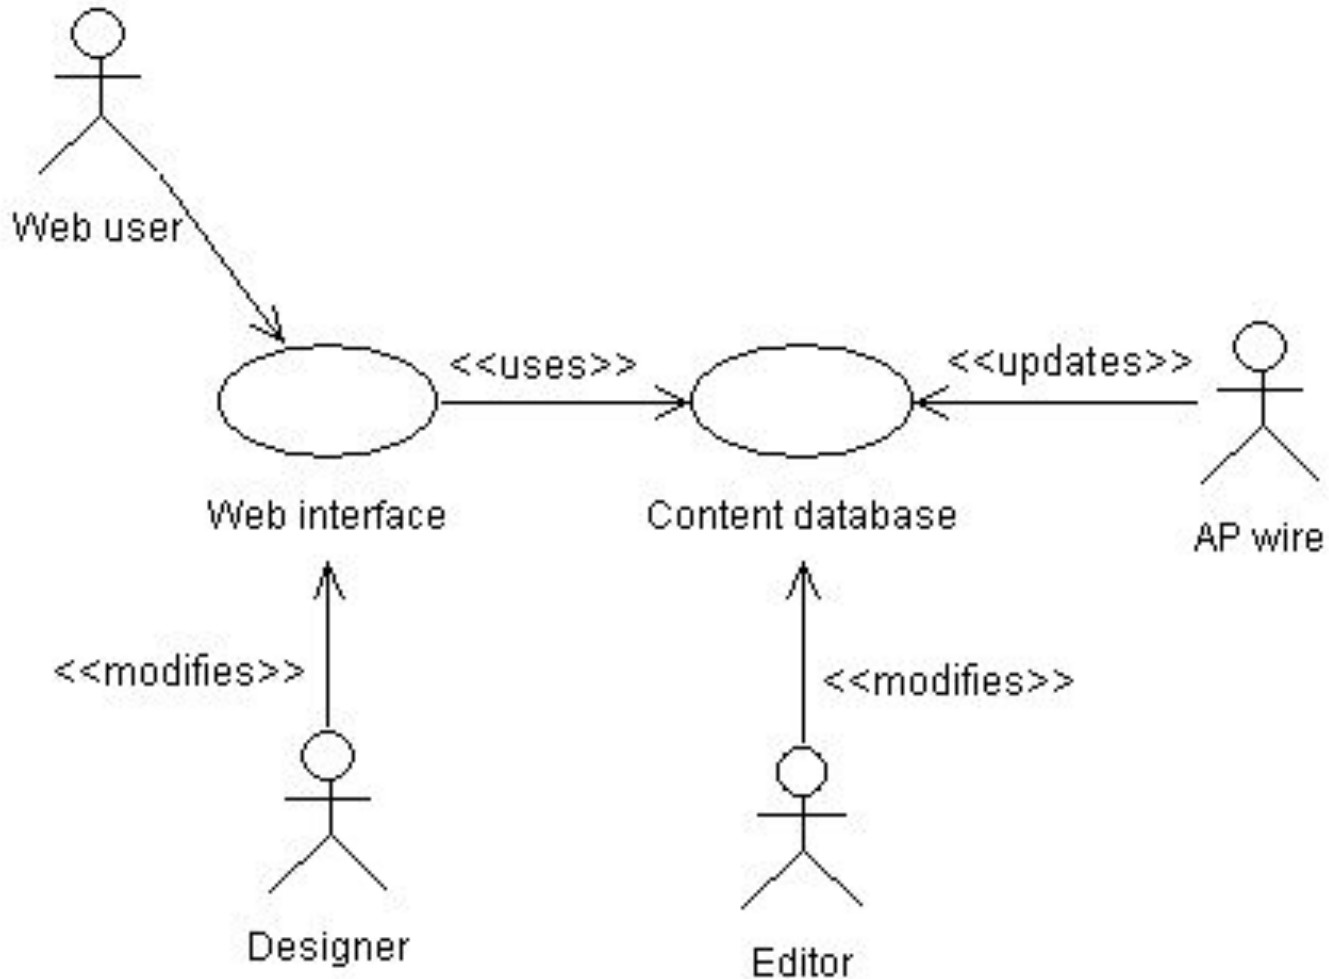 Web user
<<uses>>
<<updates>>
Web interface
Content database
AP wire
<<modifies>>
<<modifies>>
Designer
Editor